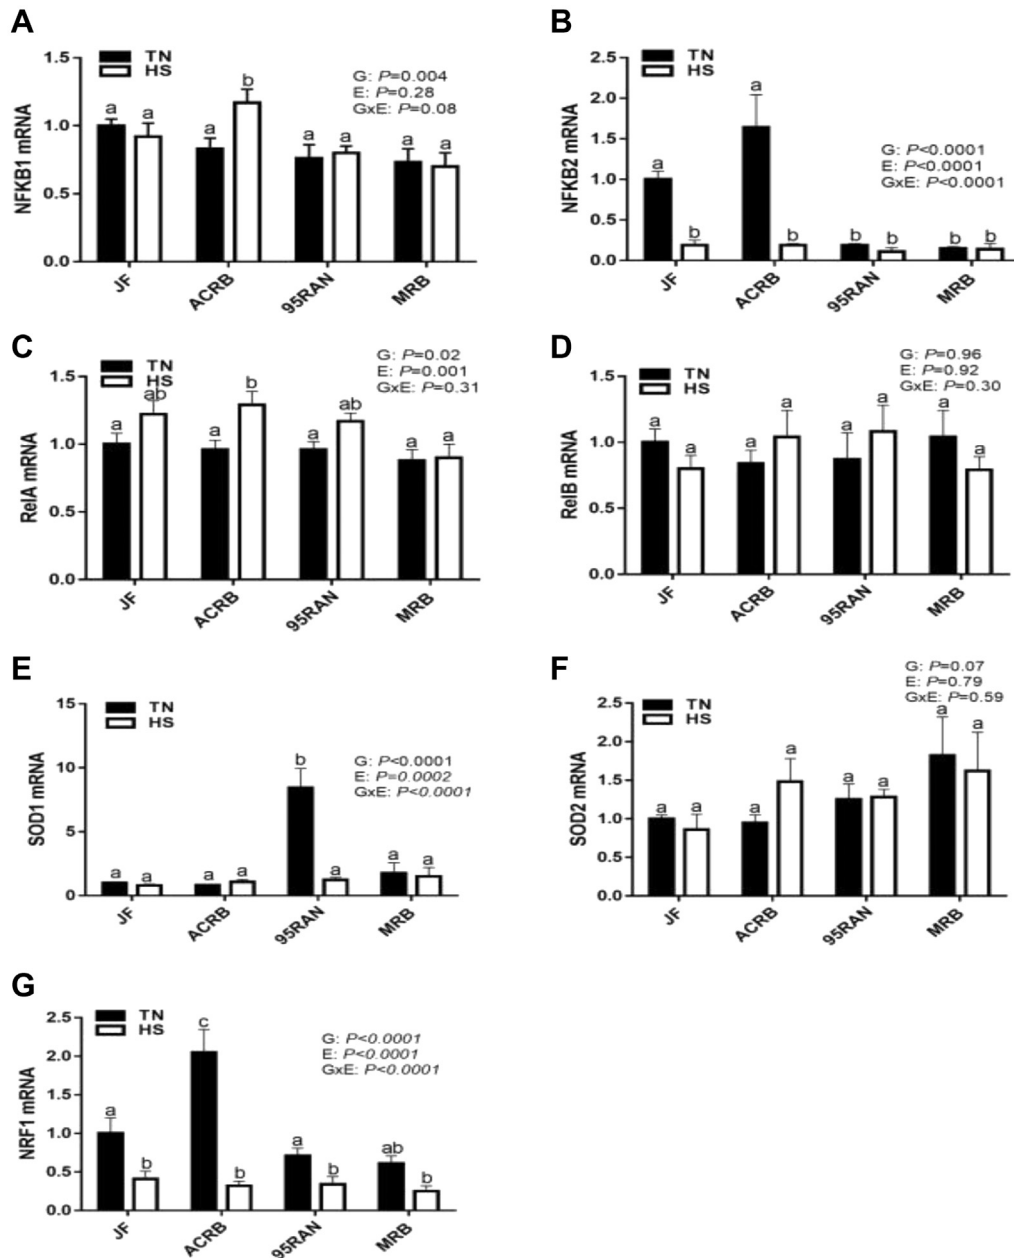 A
TN
HS
G: P=0.004
E: P=0.28
GxE: P=0.08
NFKB1 mRNA
1.5
1.0
0.5
0.0
a a a b a a a a
JF ACRB 95RAN MRB
B
TN
HS
G: P<0.0001
E: P<0.0001
GxE: P<0.0001
NFKB2 mRNA
2.5
2.0
1.5
1.0
0.5
0.0
a b a b b b b b
JF ACRB 95RAN MRB
C
TN
HS
G: P=0.02
E: P=0.001
GxE: P=0.31
RelA mRNA
1.5
1.0
0.5
0.0
a ab a b a ab a a
JF ACRB 95RAN MRB
D
TN
HS
G: P=0.96
E: P=0.92
GxE: P=0.30
RelB mRNA
1.5
1.0
0.5
0.0
a a a a a a a a
JF ACRB 95RAN MRB
E
TN
HS
G: P<0.0001
E: P=0.0002
GxE: P<0.0001
SOD1 mRNA
15
10
5
0
a a a a b a a a
JF ACRB 95RAN MRB
F
TN
HS
G: P=0.07
E: P=0.79
GxE: P=0.59
SOD2 mRNA
2.5
2.0
1.5
1.0
0.5
0.0
a a a a a a a a
JF ACRB 95RAN MRB
G
TN
HS
G: P<0.0001
E: P<0.0001
GxE: P<0.0001
NRF1 mRNA
2.5
2.0
1.5
1.0
0.5
0.0
a b c b a b ab b
JF ACRB 95RAN MRB